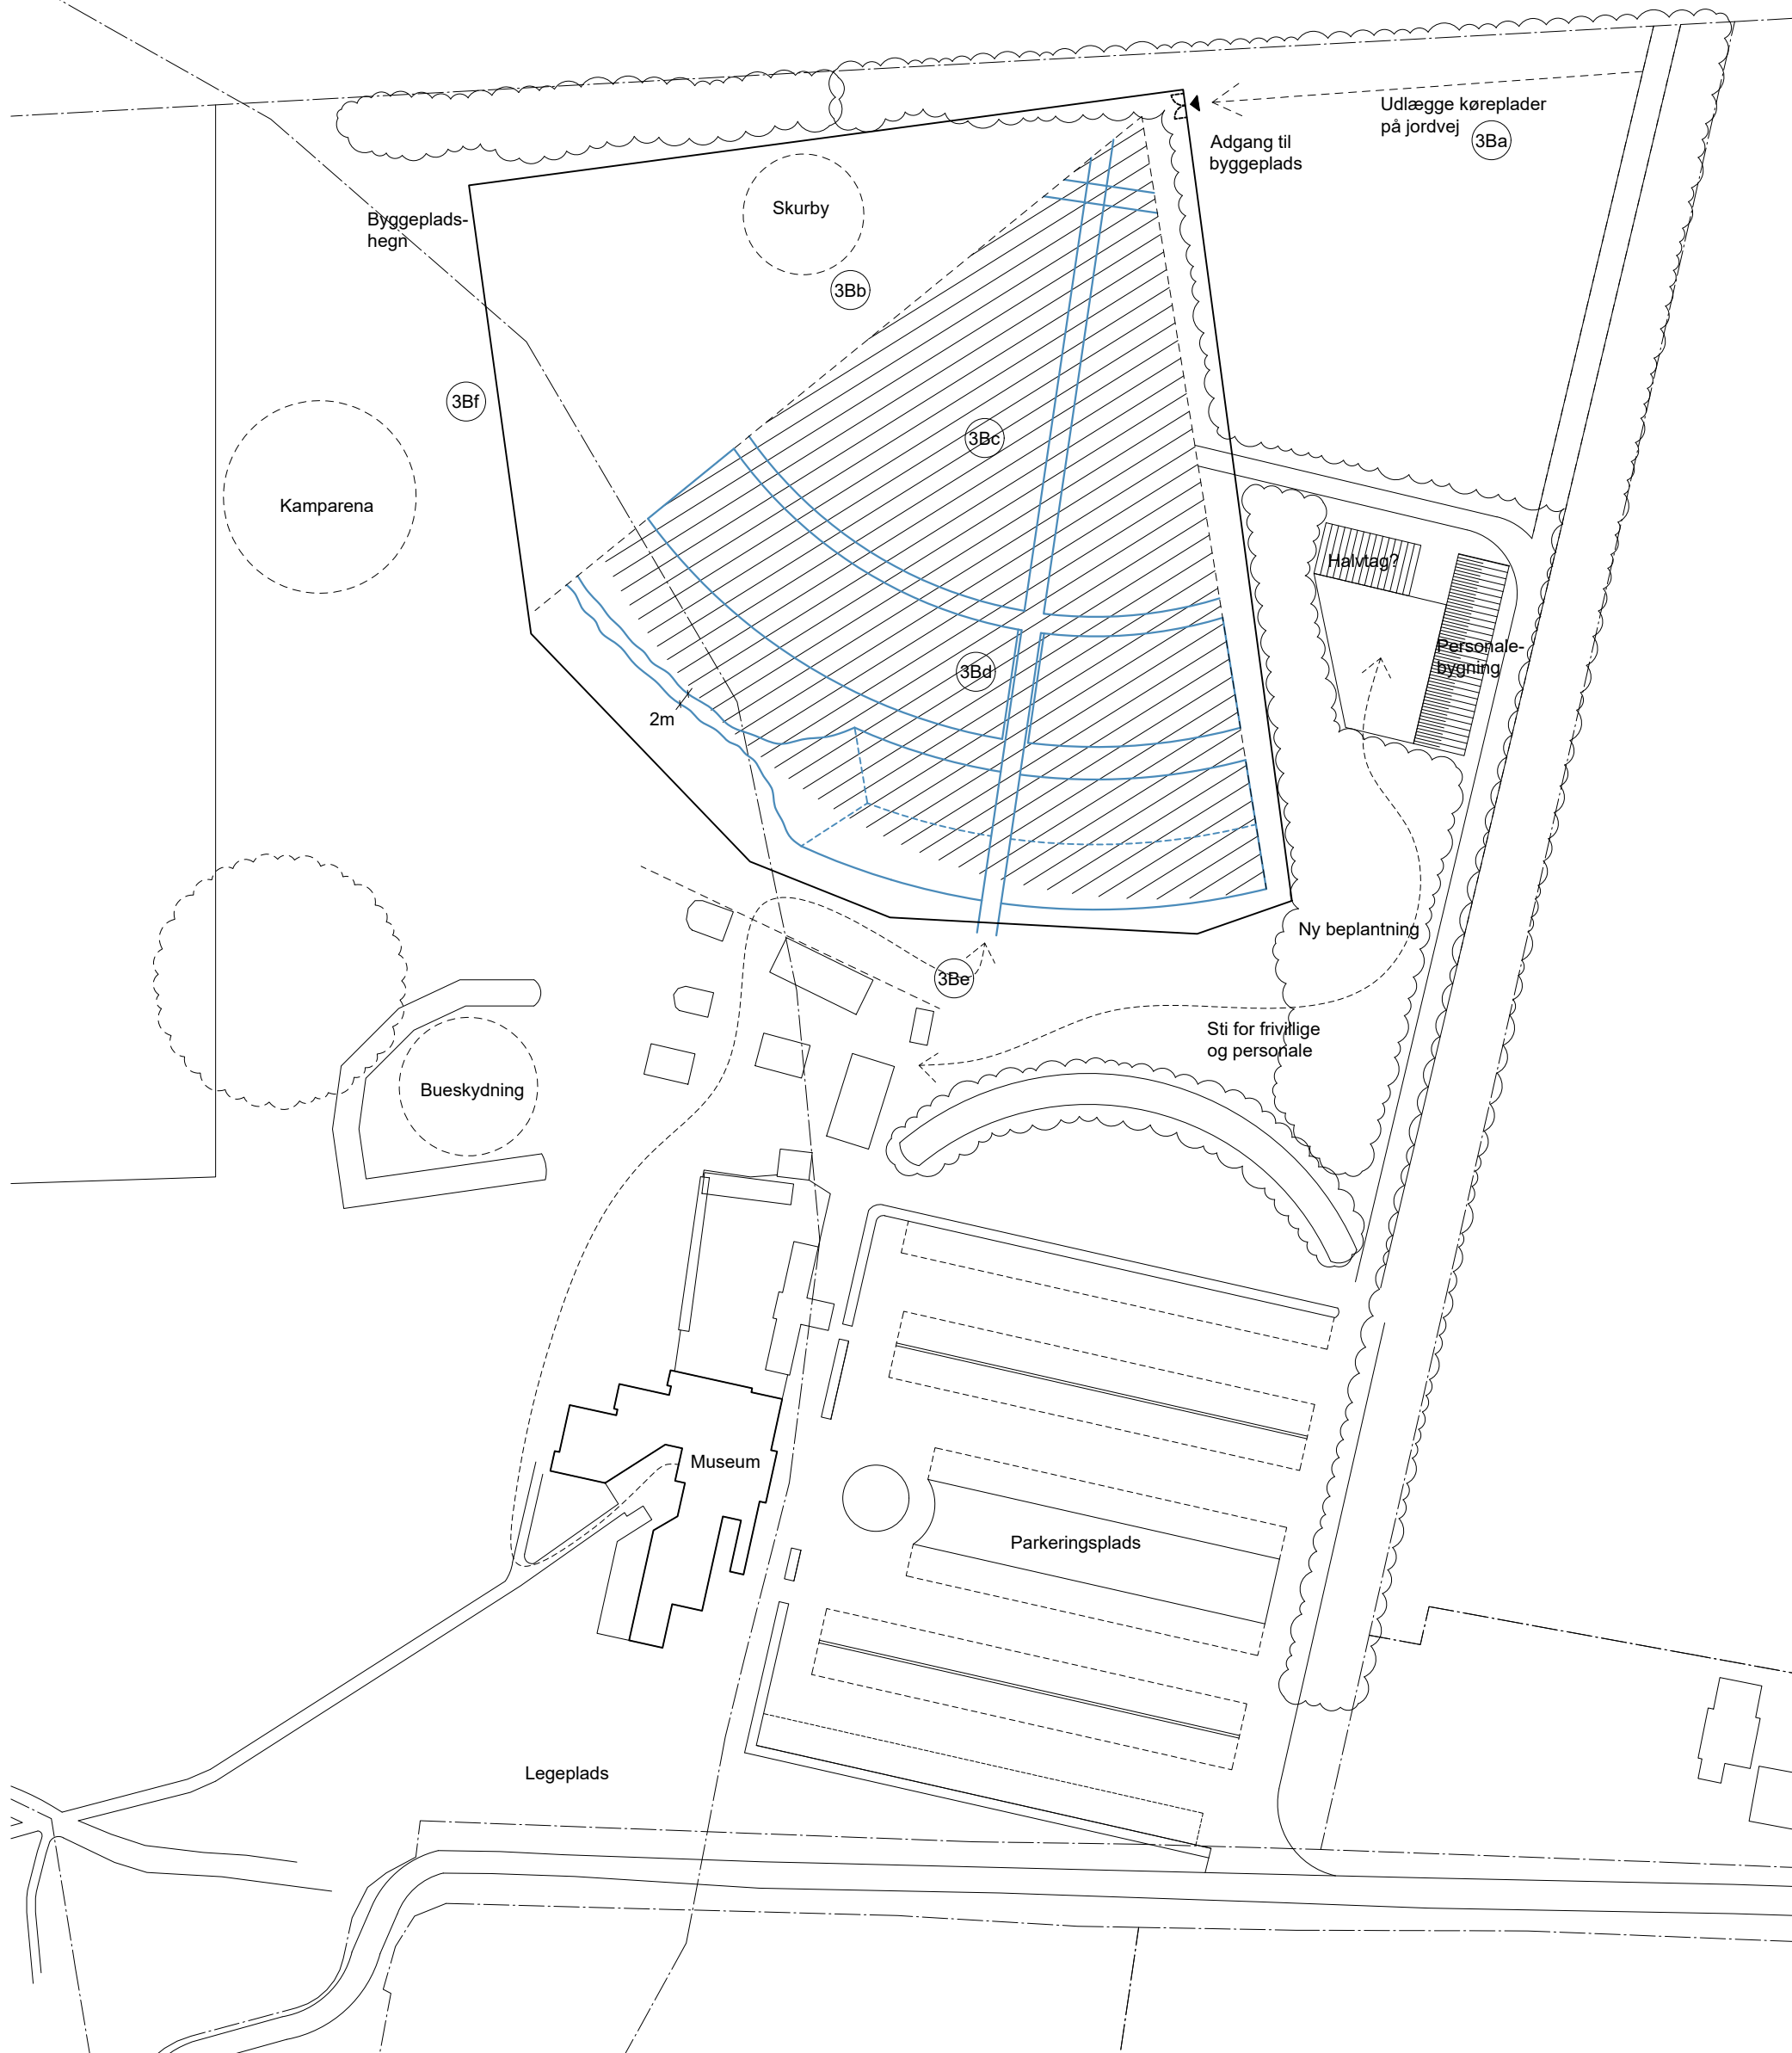 Udlægge køreplader
på jordvej
3Ba
Adgang til
byggeplads
Skurby
Byggeplads-
hegn
3Bb
3Bf
3Bc
Kamparena
Halvtag?
Personale-
bygning
3Bd
2m
Ny beplantning
3Be
Sti for frivillige
og personale
Bueskydning
Museum
Parkeringsplads
Legeplads